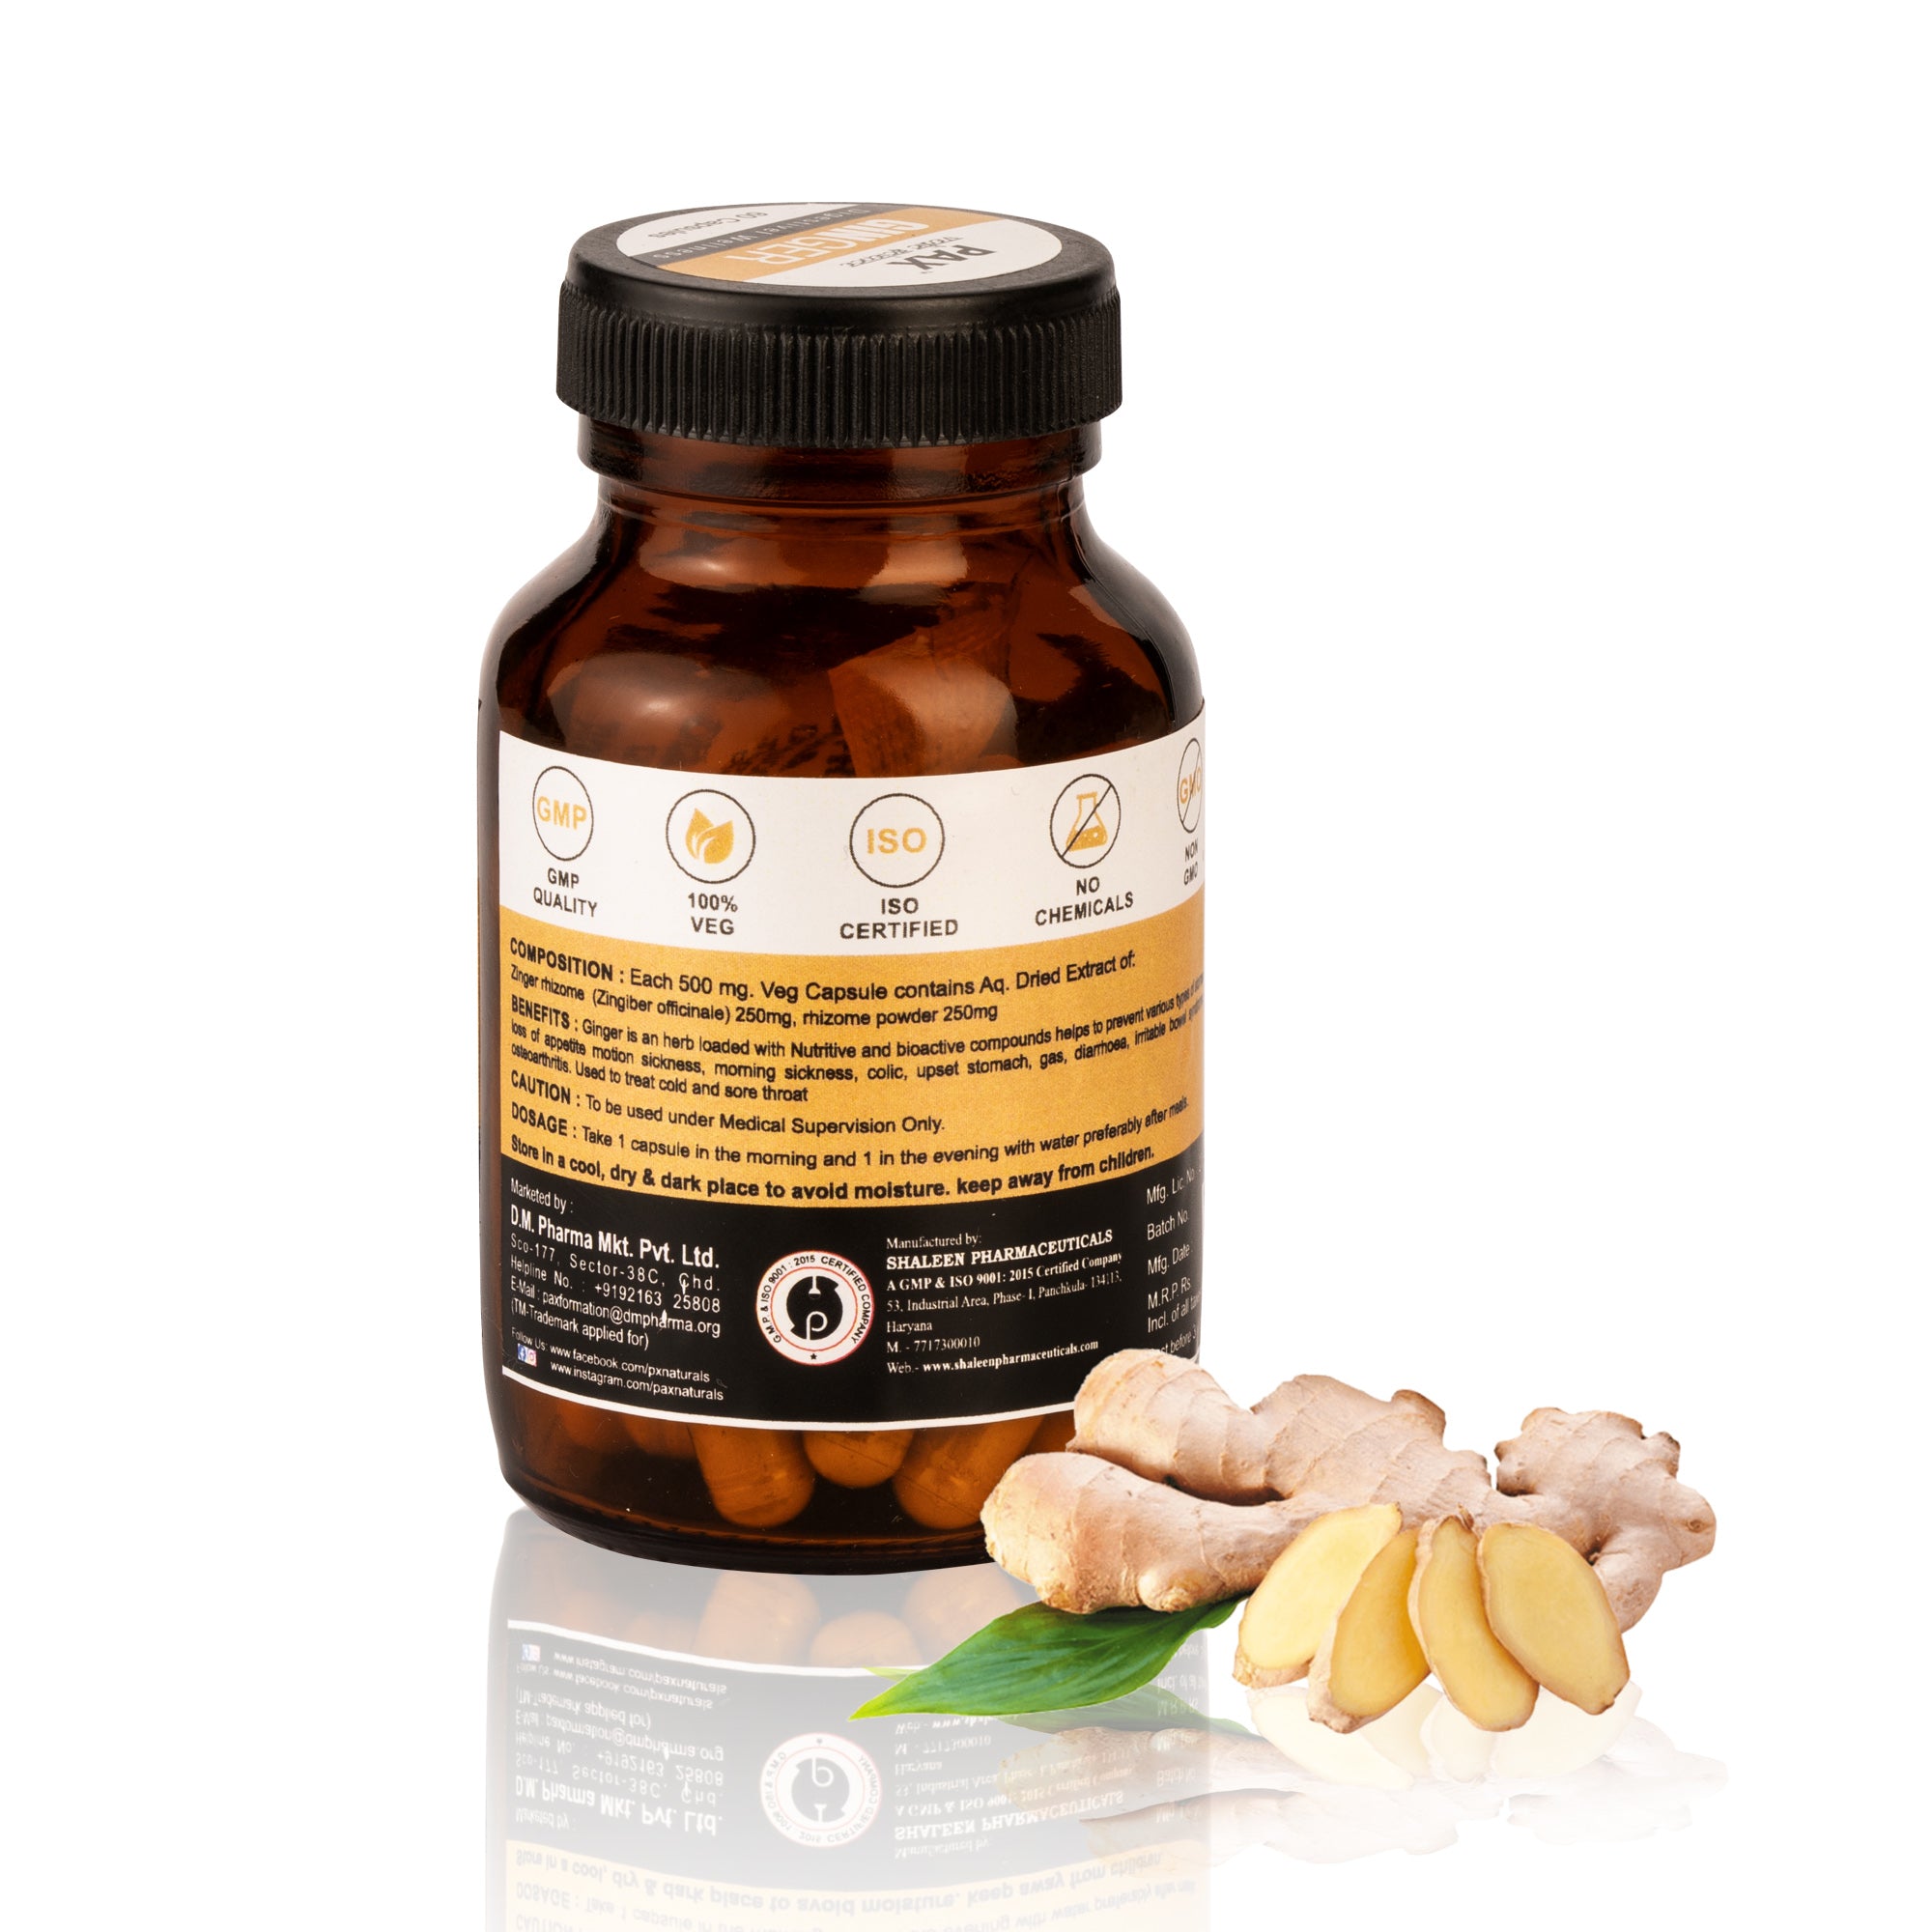 PAX
GINGER
Digestive Wellness
60 Capsules
GMP
GMP
QUALITY
100%
VEG
ISO
ISO
CERTIFIED
NO
CHEMICALS
GMO
NON
GMO
COMPOSITION : Each 500 mg. Veg Capsule contains Aq. Dried Extract of:
Zinger rhizome (Zingiber officinale) 250mg, rhizome powder 250mg
BENEFITS : Ginger is an herb loaded with Nutritive and bioactive compounds helps to prevent various types of
loss of appetite motion sickness, morning sickness, colic, upset stomach, gas, diarrhoea, irritable bowel
osteoarthritis. Used to treat cold and sore throat
CAUTION : To be used under Medical Supervision Only.
DOSAGE : Take 1 capsule in the morning and 1 in the evening with water preferably after meals.
Store in a cool, dry & dark place to avoid moisture. keep away from children.
Marketed by :
D.M. Pharma Mkt. Pvt. Ltd.
Sco-177, Sector-38C, Chd.
Helpline No. : +9192163 25808
E-Mail : paxformation@dmpharma.org
(TM-Trademark applied for)
Follow Us: www.facebook.com/pxnaturals
www.instagram.com/paxnaturals
G.M.P. & ISO 9001 : 2015 CERTIFIED COMPANY
Manufactured by:
SHALEEN PHARMACEUTICALS
A GMP & ISO 9001: 2015 Certified Company
53, Industrial Area, Phase- I, Panchkula- 134113,
Haryana
M. - 7717300010
Web.- www.shaleenpharmaceuticals.com
Mfg. Lic. No.
Batch No.
Mfg. Date
M.R.P. Rs.
Incl. of all